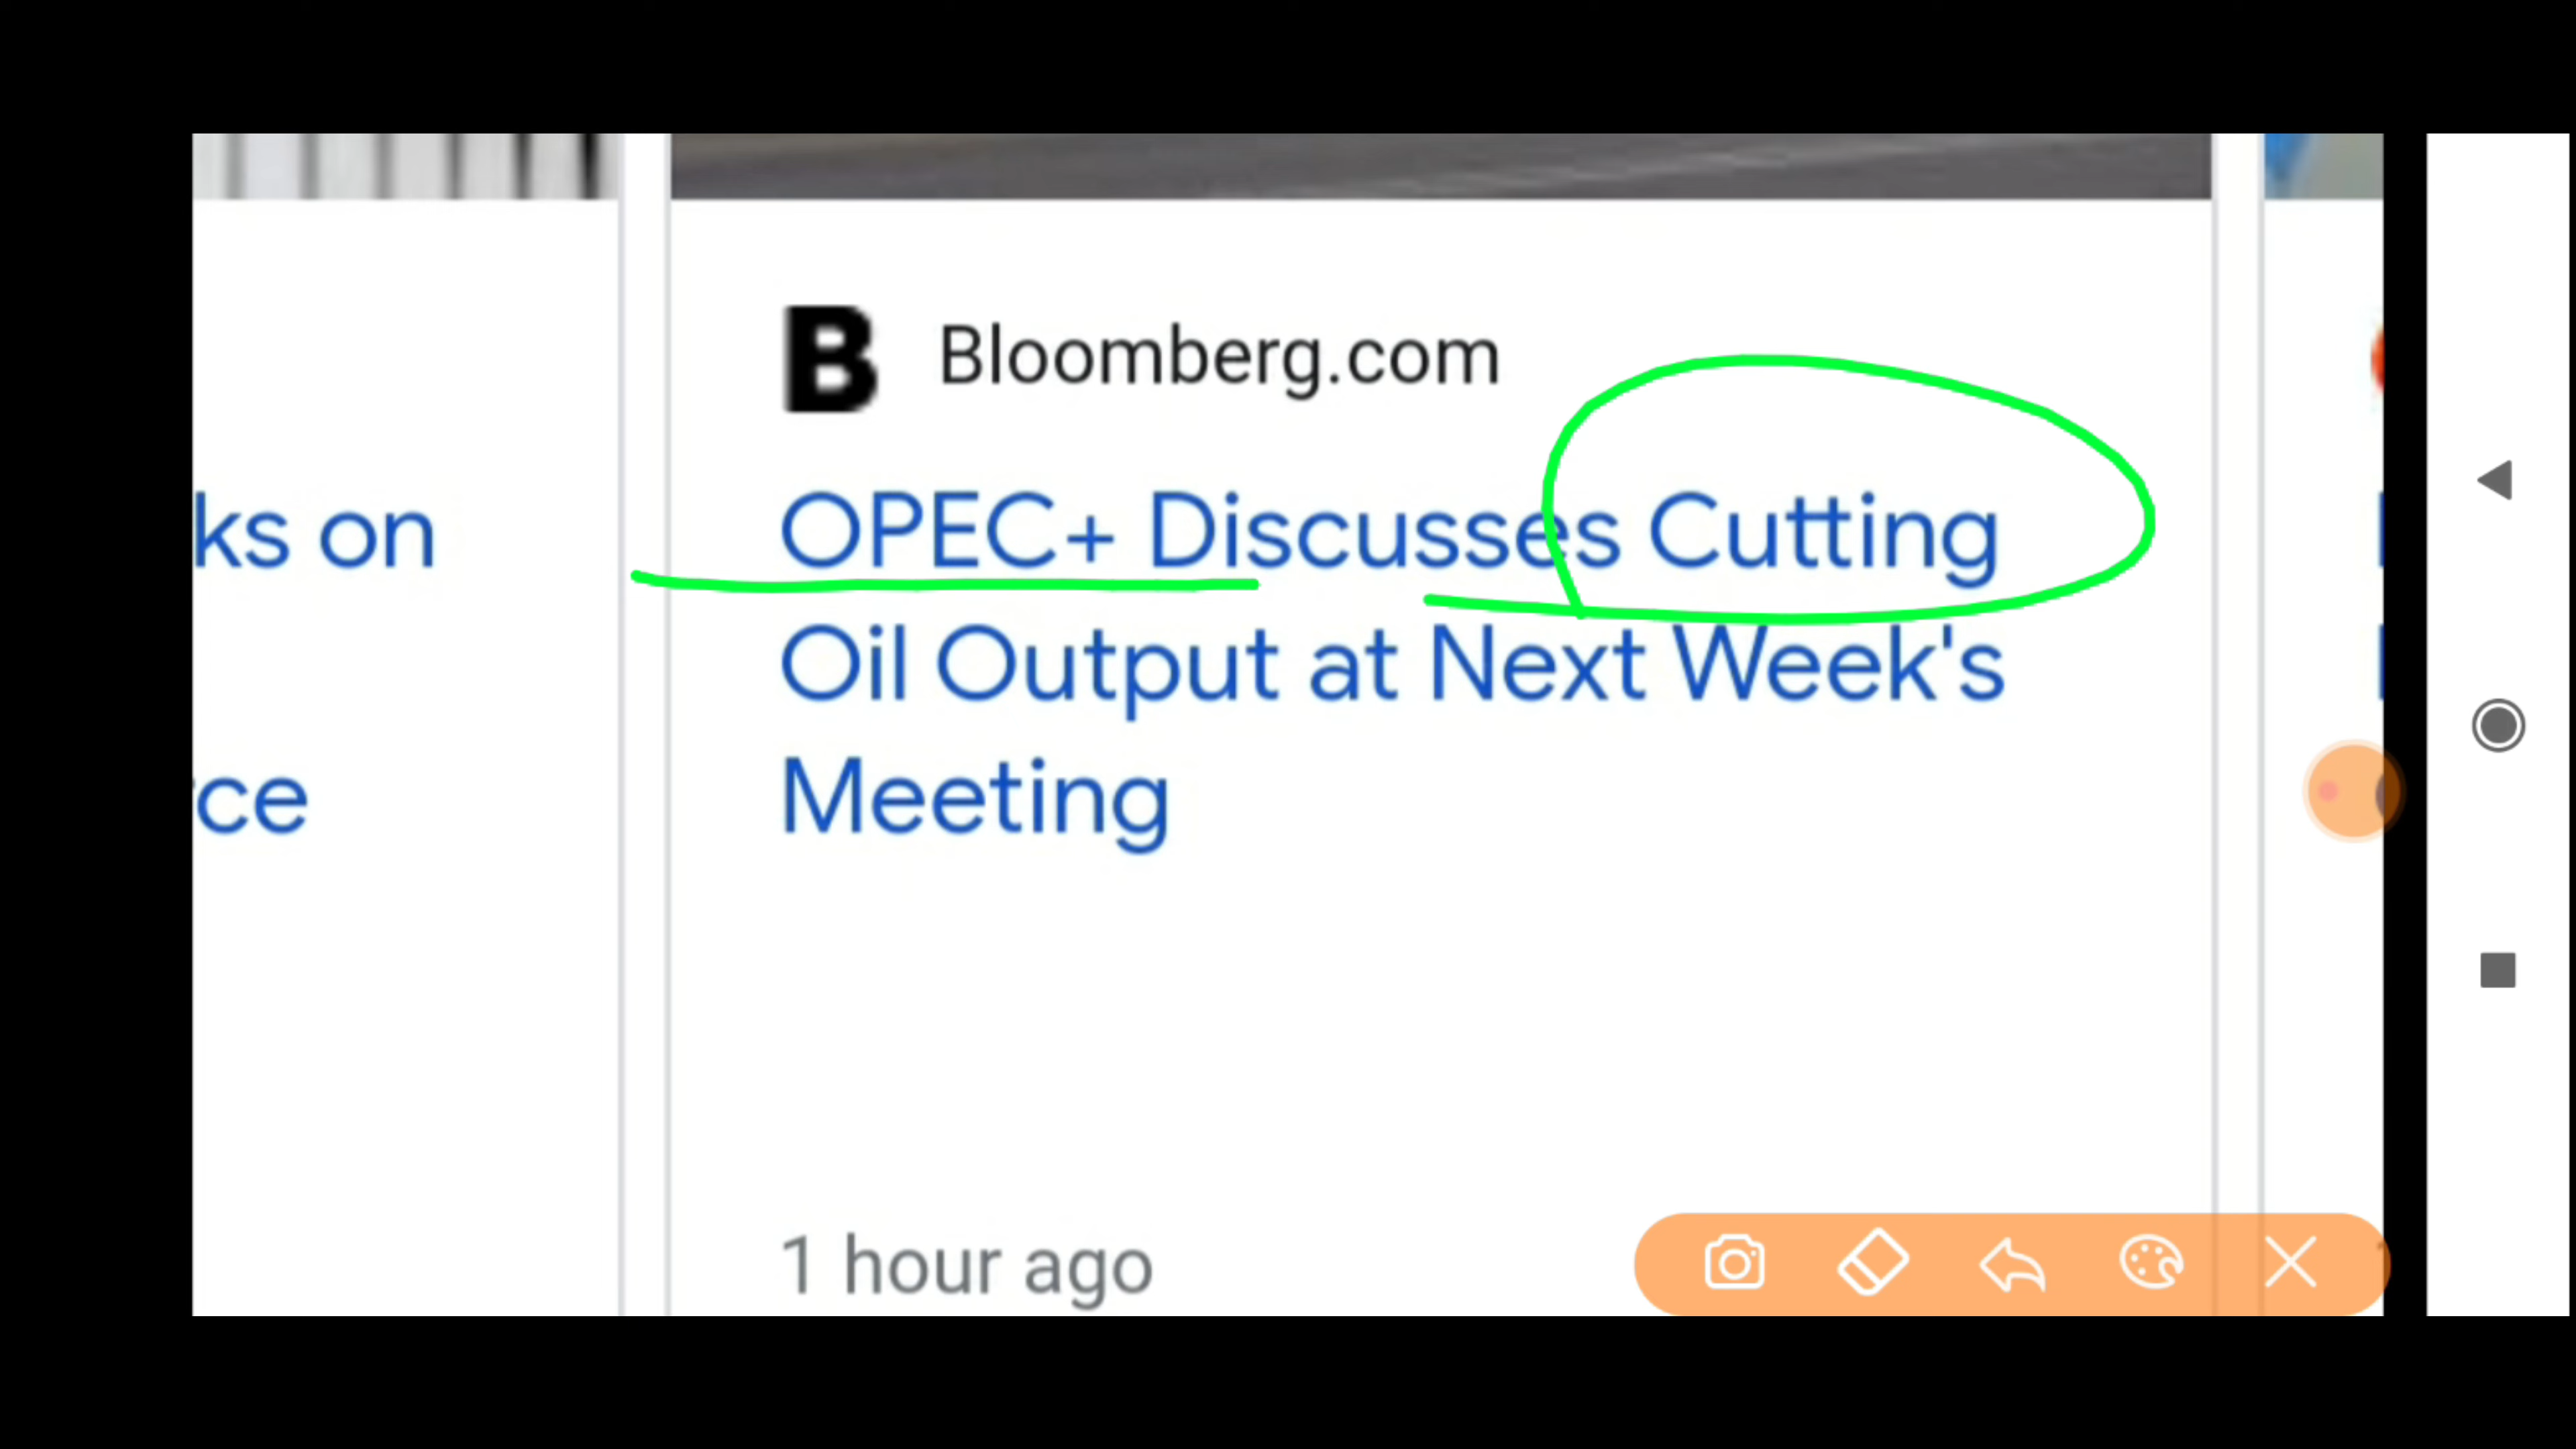 ks on
ce
B Bloomberg.com
OPEC+ Discusses Cutting
Oil Output at Next Week's
Meeting
1 hour ago